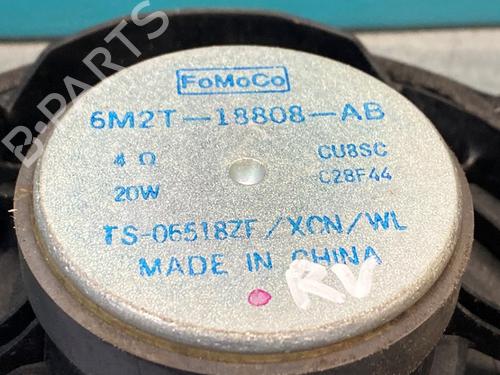 FoMoCo
6M2T-18808-AB
4 Ω CU8SC
20W C28F44
TS-06518ZF/XCN/WL
MADE IN CHINA
RV
B-PARTS